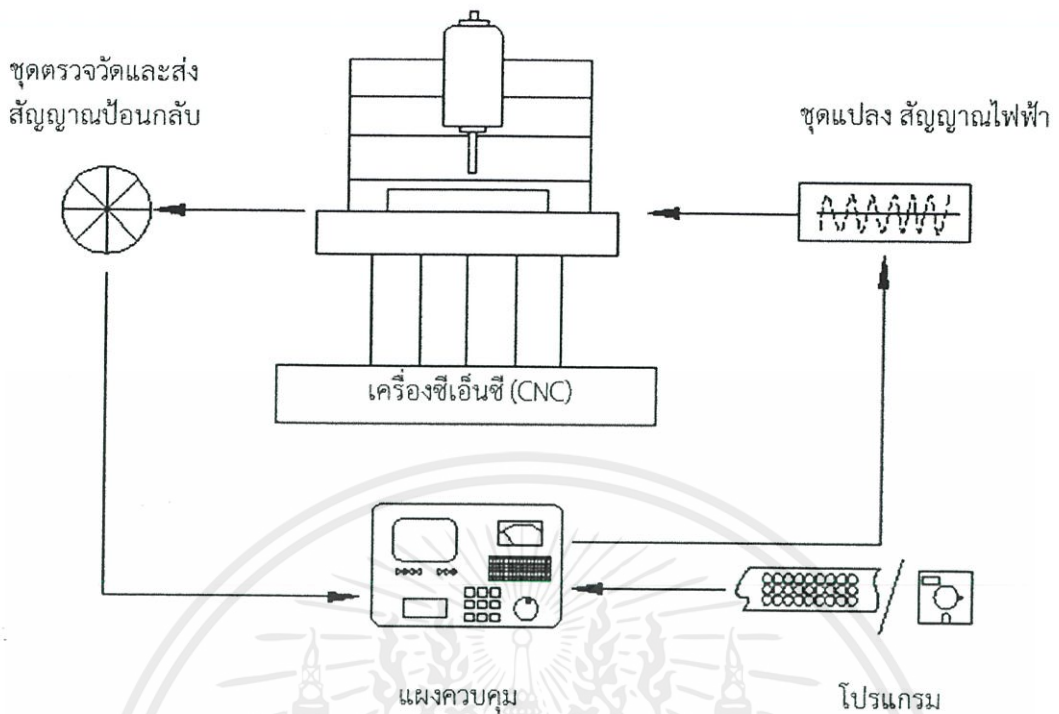 ชุดตรวจวัดและส่ง
สัญญาณป้อนกลับ
ชุดแปลง สัญญาณไฟฟ้า
เครื่องซีเอ็นซี (CNC)
แผงควบคุม
โปรแกรม